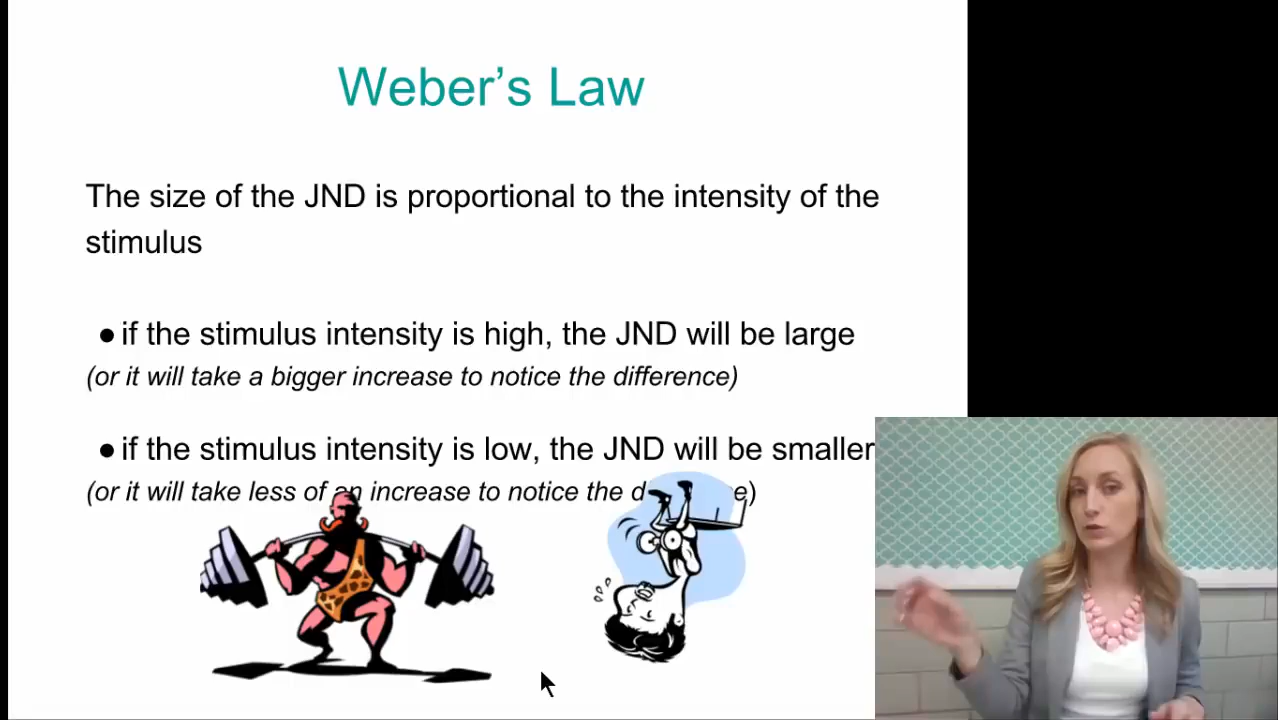 Weber's Law
The size of the JND is proportional to the intensity of the
stimulus
●if the stimulus intensity is high, the JND will be large
(or it will take a bigger increase to notice the difference)
●if the stimulus intensity is low, the JND will be smaller
(or it will take less of an increase to notice the